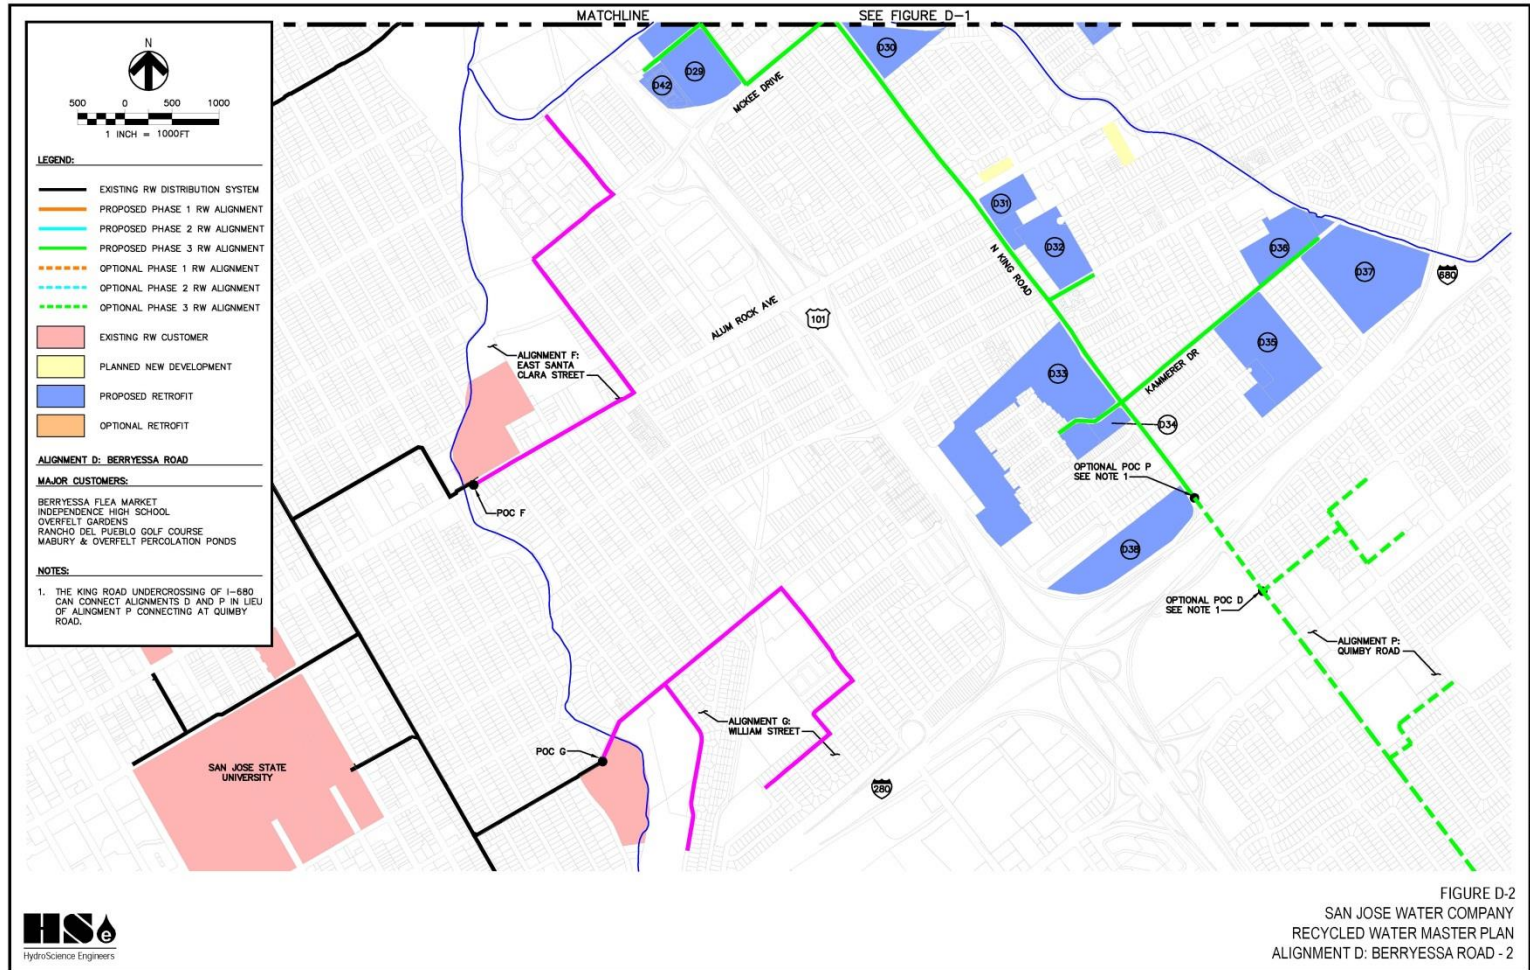 MATCHLINE
SEE FIGURE D-1
N
500 0 500 1000
1 INCH = 1000FT
LEGEND:
EXISTING RW DISTRIBUTION SYSTEM
PROPOSED PHASE 1 RW ALIGNMENT
PROPOSED PHASE 2 RW ALIGNMENT
PROPOSED PHASE 3 RW ALIGNMENT
OPTIONAL PHASE 1 RW ALIGNMENT
OPTIONAL PHASE 2 RW ALIGNMENT
OPTIONAL PHASE 3 RW ALIGNMENT
EXISTING RW CUSTOMER
PLANNED NEW DEVELOPMENT
PROPOSED RETROFIT
OPTIONAL RETROFIT
ALIGNMENT D: BERRYESSA ROAD
MAJOR CUSTOMERS:
BERRYESSA FLEA MARKET
INDEPENDENCE HIGH SCHOOL
OVERFELT GARDENS
RANCHO DEL PUEBLO GOLF COURSE
MABURY & OVERFELT PERCOLATION PONDS
NOTES:
1. THE KING ROAD UNDERCROSSING OF I-680
CAN CONNECT ALIGNMENTS D AND P IN LIEU
OF ALINGMENT P CONNECTING AT QUIMBY
ROAD.
D42
D29
D30
MCKEE DRIVE
D31
D32
N KING ROAD
D36
D37
680
ALUM ROCK AVE
101
D35
D33
KAMMERER DR
D34
ALIGNMENT F:
EAST SANTA
CLARA STREET
POC F
OPTIONAL POC P
SEE NOTE 1
D38
OPTIONAL POC D
SEE NOTE 1
ALIGNMENT P:
QUIMBY ROAD
ALIGNMENT G:
WILLIAM STREET
POC G
280
SAN JOSE STATE
UNIVERSITY
HSe
HydroScience Engineers
FIGURE D-2
SAN JOSE WATER COMPANY
RECYCLED WATER MASTER PLAN
ALIGNMENT D: BERRYESSA ROAD - 2